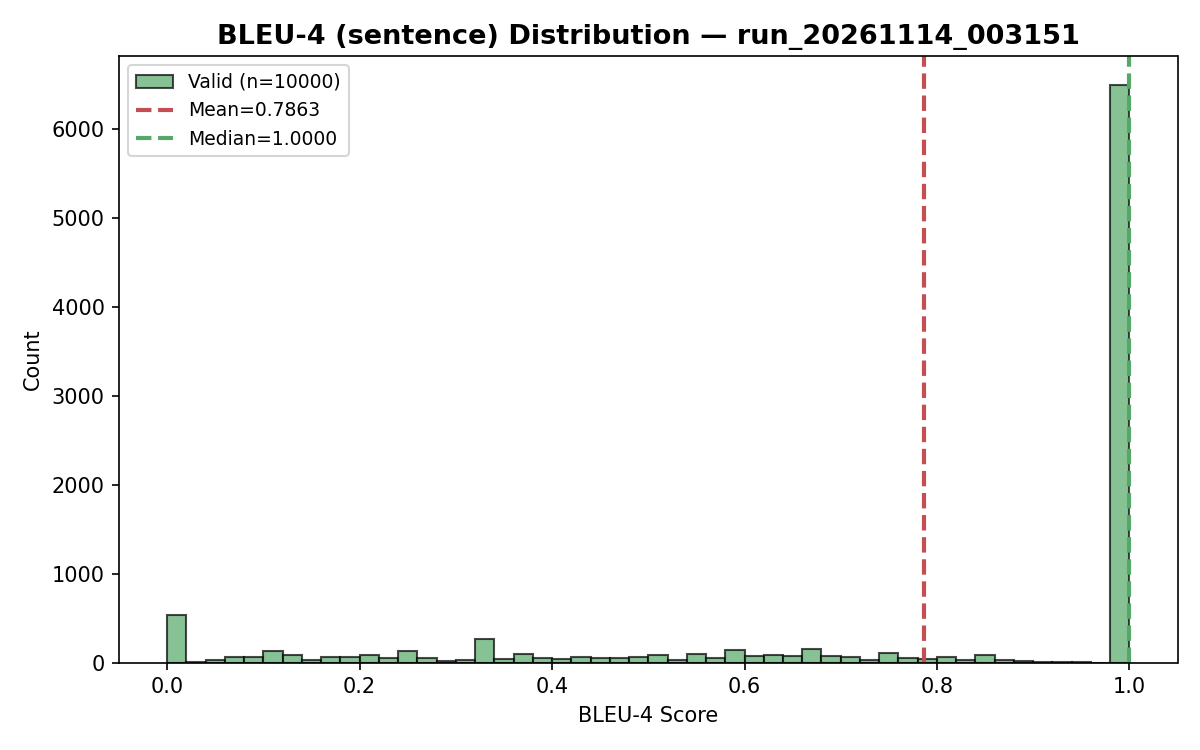 BLEU-4 (sentence) Distribution — run_20261114_003151
Valid (n=10000)
Mean=0.7863
Median=1.0000
Count
6000
5000
4000
3000
2000
1000
0
0.0 0.2 0.4 0.6 0.8 1.0
BLEU-4 Score